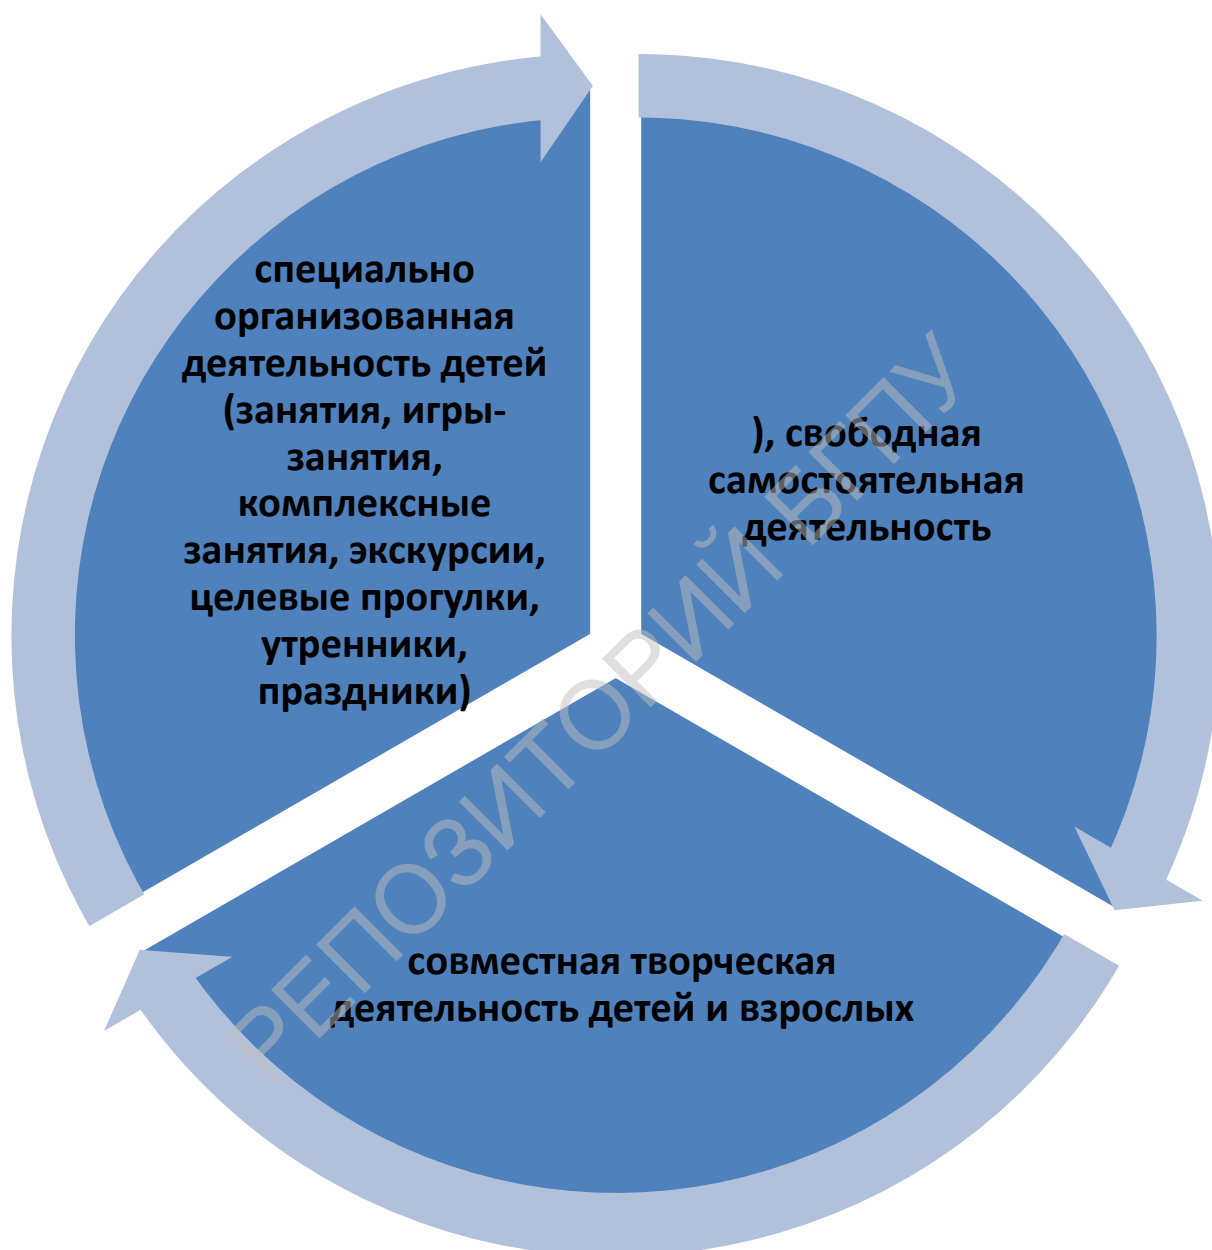 специально
организованная
деятельность детей
(занятия, игры-
занятия,
комплексные
занятия, экскурсии,
целевые прогулки,
утренники,
праздники)
), свободная
самостоятельная
деятельность
совместная творческая
деятельность детей и взрослых
РЕПОЗИТОРИЙ БГПУ